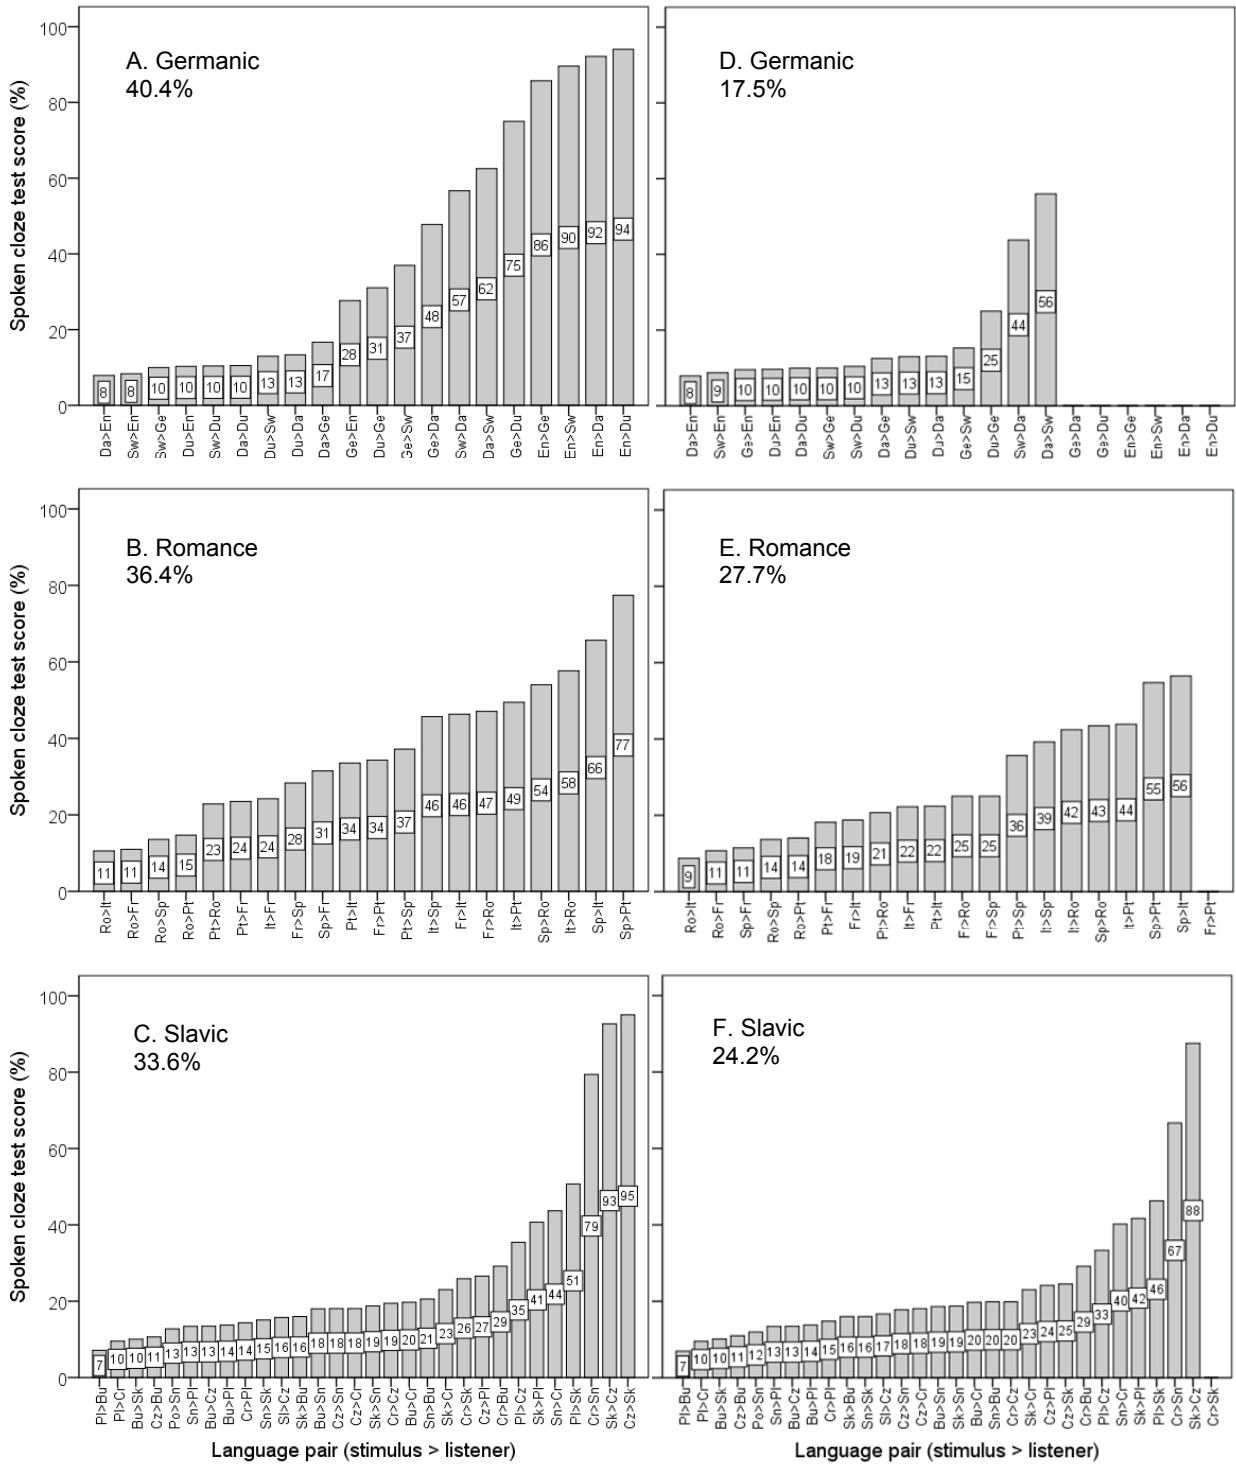 Spoken cloze test score (%)
100
80
60
40
20
0
A. Germanic
40.4%
8 8 10 10 10 10 13 13 17 28 31 37 48 57 62 75 86 90 92 94
Da>En Sw>En Sw>Ge Du>En Sw>Du Da>Du Du>Sw Du>Da Da>Ge Ge>En Du>Ge Ge>Sw Ge>Da Sw>Da Da>Sw Ge>Du En>Ge En>Sw En>Da En>Du
D. Germanic
17.5%
8 9 10 10 10 10 10 13 13 13 15 25 44 56
Da>En Sw>En Ge>En Du>En Da>Du Sw>Ge Sw>Du Da>Ge Du>Sw Du>Da Ge>Sw Du>Ge Sw>Da Da>Sw Ge>Da Ge>Du En>Ge En>Sw En>Da En>Du
Spoken cloze test score (%)
100
80
60
40
20
0
B. Romance
36.4%
11 11 14 15 23 24 24 28 31 34 34 37 46 46 47 49 54 58 66 77
Ro>It Ro>Fr Ro>Sp Ro>Pt Pt>Ro Pt>Fr It>Fr Fr>Sp Sp>Fr Pt>It Fr>Pt Pt>Sp It>Sp Fr>It Fr>Ro It>Pt Sp>Ro It>Ro Sp>It Sp>Pt
E. Romance
27.7%
9 11 11 14 14 18 19 21 22 22 25 25 36 39 42 43 44 55 56
Ro>It Ro>Fr Sp>Fr Ro>Sp Ro>Pt Pt>Fr Fr>It Pt>Ro It>Fr Pt>It Fr>Ro Fr>Sp Pt>Sp It>Sp It>Ro Sp>Ro It>Pt Sp>Pt Sp>It Fr>Pt
Spoken cloze test score (%)
100
80
60
40
20
0
C. Slavic
33.6%
7 10 10 11 13 13 13 14 14 15 16 16 18 18 18 19 19 20 21 23 26 27 29 35 41 44 51 79 93 95
Pl>Bu Pl>Cr Bu>Sk Cz>Bu Po>Sn Sn>Pl Bu>Cz Bu>Pl Cr>Pl Sn>Sk Sl>Cz Sk>Bu Bu>Sn Cz>Sn Cz>Cr Sk>Sn Cr>Cz Bu>Cr Sn>Bu Sk>Cr Cr>Sk Cz>Pl Cr>Bu Pl>Cz Sk>Pl Sn>Cr Pl>Sk Cr>Sn Sk>Cz Cz>Sk
Language pair (stimulus > listener)
F. Slavic
24.2%
7 10 10 11 12 13 13 14 15 16 16 17 18 18 19 19 20 20 20 23 24 25 29 33 40 42 46 67 88
Pl>Bu Pl>Cr Bu>Sk Cz>Bu Po>Sn Sn>Pl Bu>Cz Bu>Pl Cr>Pl Sk>Bu Sn>Sk Sl>Cz Cz>Sn Cz>Cr Bu>Sn Sk>Sn Bu>Cr Sn>Bu Cr>Cz Sk>Cr Cz>Pl Cz>Sk Cr>Bu Pl>Cz Sn>Cr Sk>Pl Pl>Sk Cr>Sn Sk>Cz Cr>Sk
Language pair (stimulus > listener)